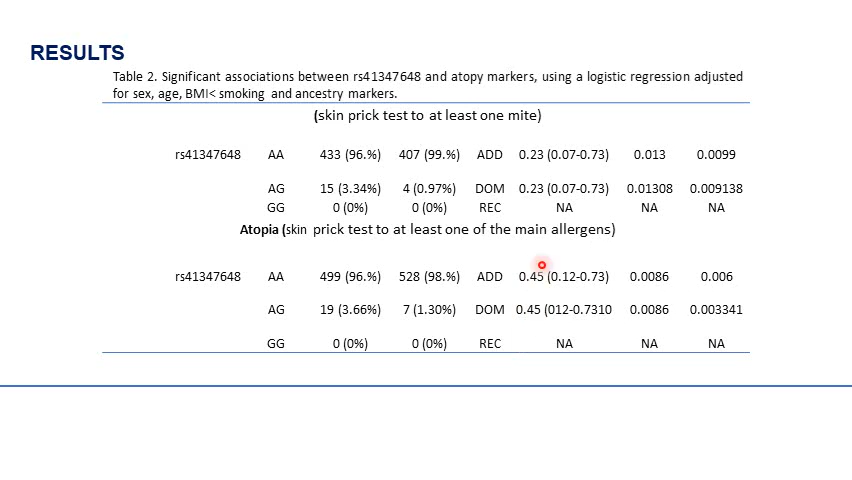 RESULTS
Table 2. Significant associations between rs41347648 and atopy markers, using a logistic regression adjusted
for sex, age, BMI< smoking and ancestry markers.
(skin prick test to at least one mite)
rs41347648 AA 433 (96.%) 407 (99.%) ADD 0.23 (0.07-0.73) 0.013 0.0099
AG 15 (3.34%) 4 (0.97%) DOM 0.23 (0.07-0.73) 0.01308 0.009138
GG 0 (0%) 0 (0%) REC NA NA NA
Atopia (skin prick test to at least one of the main allergens)
rs41347648 AA 499 (96.%) 528 (98.%) ADD 0.45 (0.12-0.73) 0.0086 0.006
AG 19 (3.66%) 7 (1.30%) DOM 0.45 (012-0.7310 0.0086 0.003341
GG 0 (0%) 0 (0%) REC NA NA NA